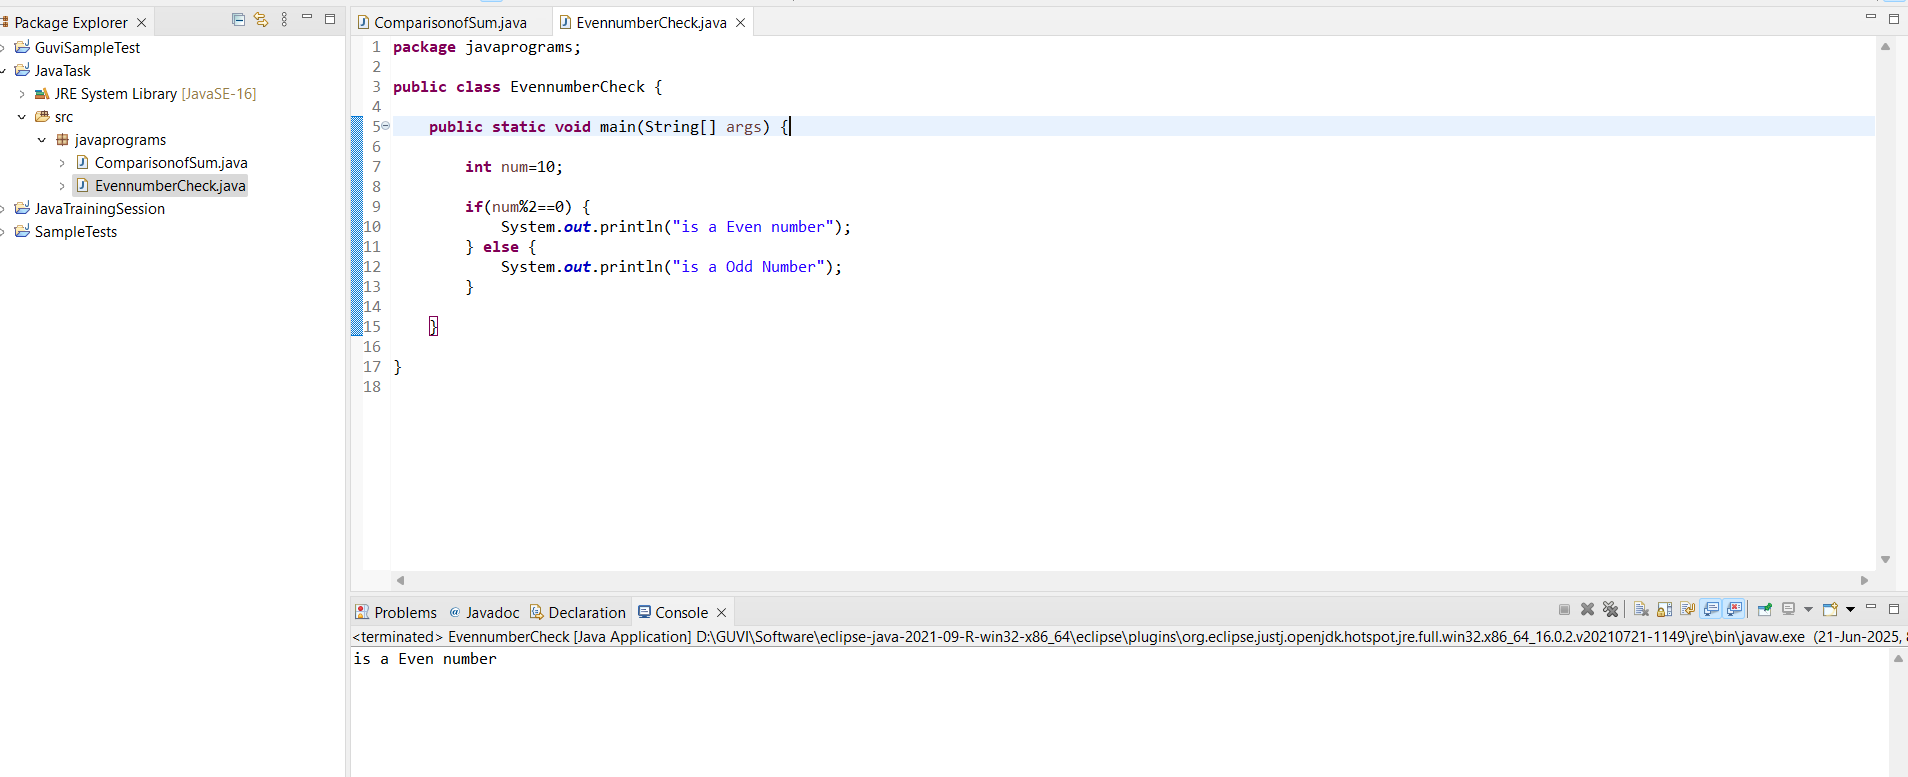 Package Explorer
GuviSampleTest
JavaTask
JRE System Library [JavaSE-16]
src
javaprograms
ComparisonofSum.java
EvennumberCheck.java
JavaTrainingSession
SampleTests
ComparisonofSum.java EvennumberCheck.java
1 package javaprograms;
2
3 public class EvennumberCheck {
4
5 public static void main(String[] args) {
6
7 int num=10;
8
9 if(num%2==0) {
10 System.out.println("is a Even number");
11 } else {
12 System.out.println("is a Odd Number");
13 }
14
15 }
16
17 }
18
Problems @ Javadoc Declaration Console
<terminated> EvennumberCheck [Java Application] D:\GUVI\Software\eclipse-java-2021-09-R-win32-x86_64\eclipse\plugins\org.eclipse.justj.openjdk.hotspot.jre.full.win32.x86_64_16.0.2.v20210721-1149\jre\bin\javaw.exe (21-Jun-2025,
is a Even number